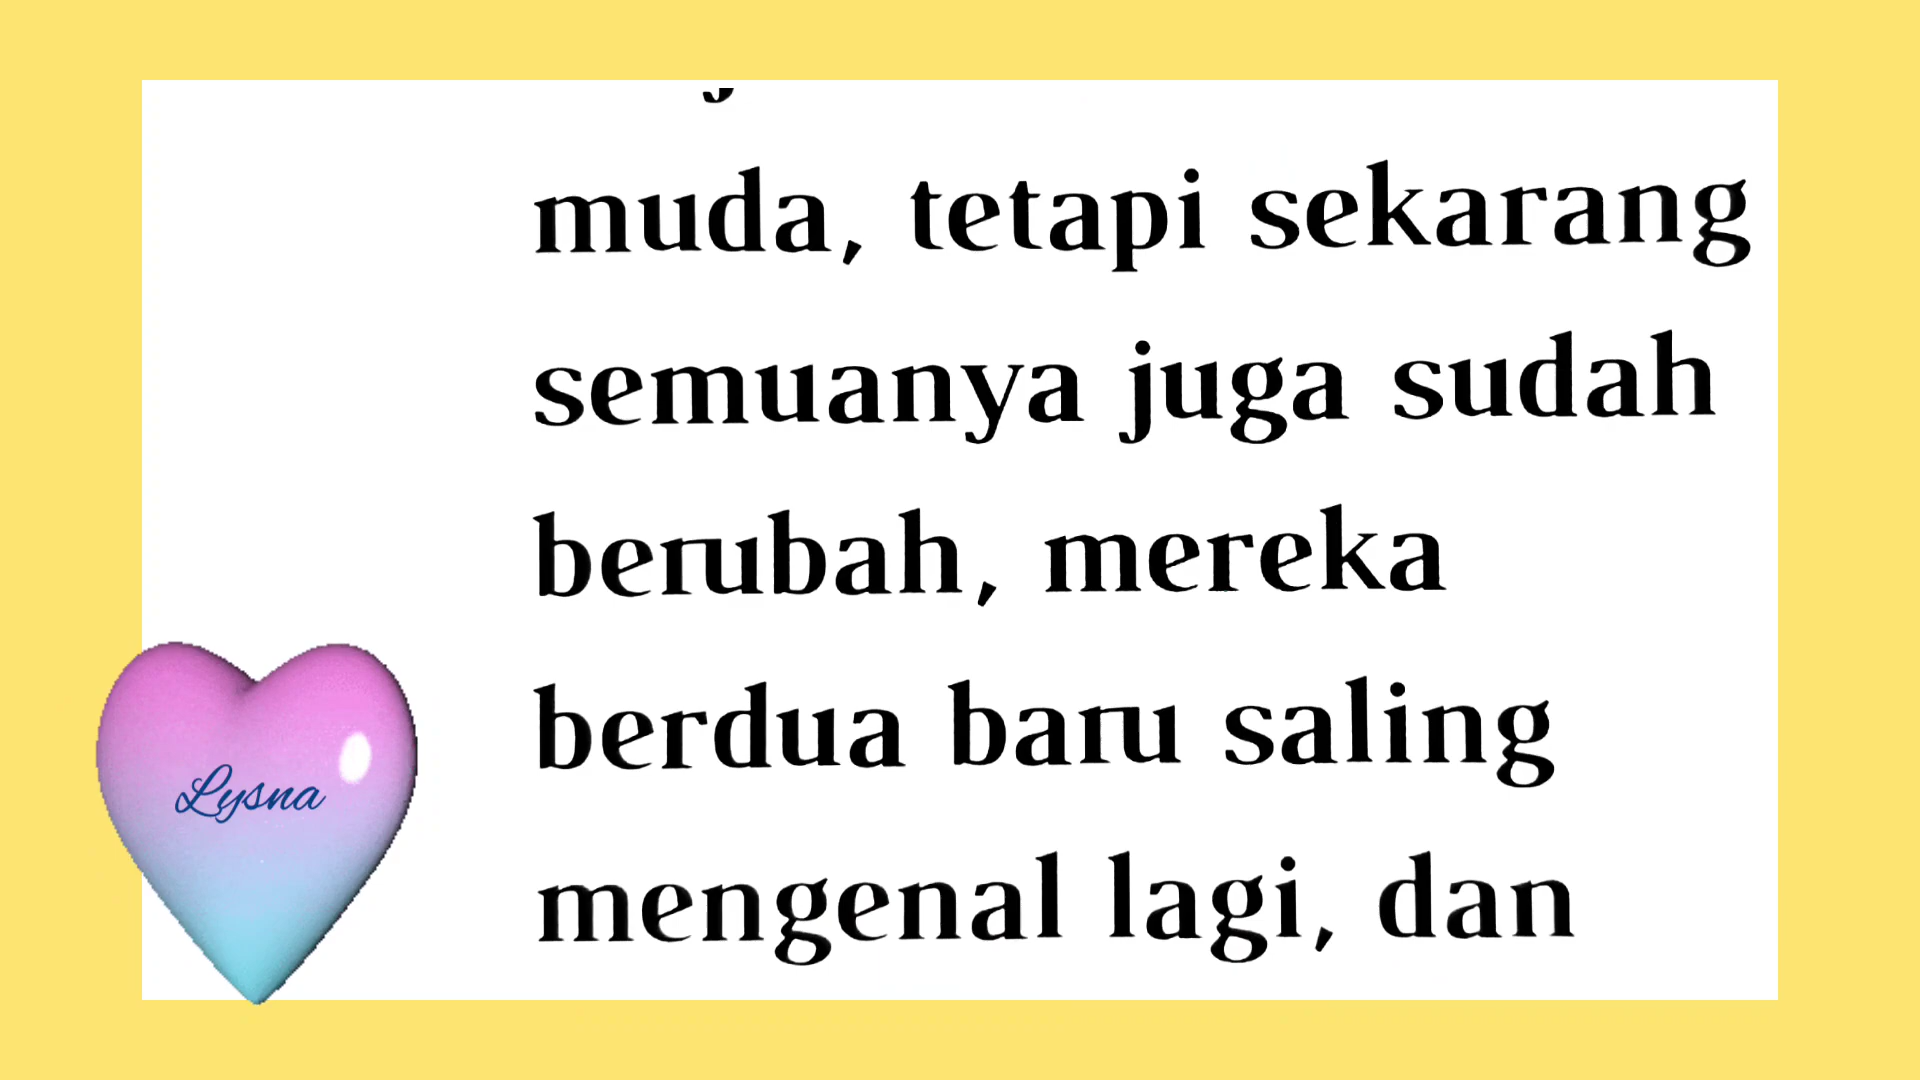 muda, tetapi sekarang
semuanya juga sudah
berubah, mereka
berdua baru saling
mengenal lagi, dan
Lysna